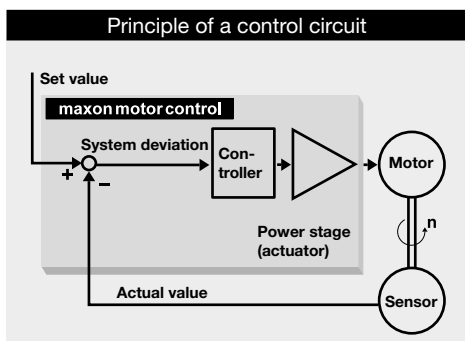 Principle of a control circuit
Set value
maxon motor control
System deviation
+
−
Con-
troller
Motor
n
Power stage
(actuator)
Actual value
Sensor